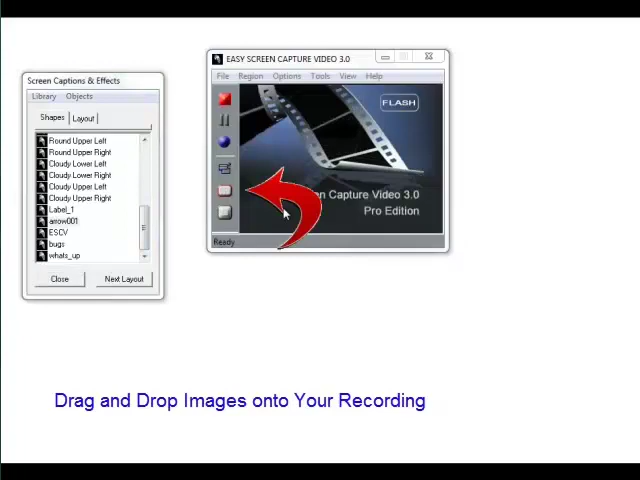 Screen Captions & Effects
Library Objects
Shapes Layout
Round Upper Left
Round Upper Right
Cloudy Lower Left
Cloudy Lower Right
Cloudy Upper Left
Cloudy Upper Right
Label_1
arrow001
ESCV
bugs
whats_up
Close Next Layout
EASY SCREEN CAPTURE VIDEO 3.0
File Region Options Tools View Help
FLASH
en Capture Video 3.0
Pro Edition
Ready
Drag and Drop Images onto Your Recording